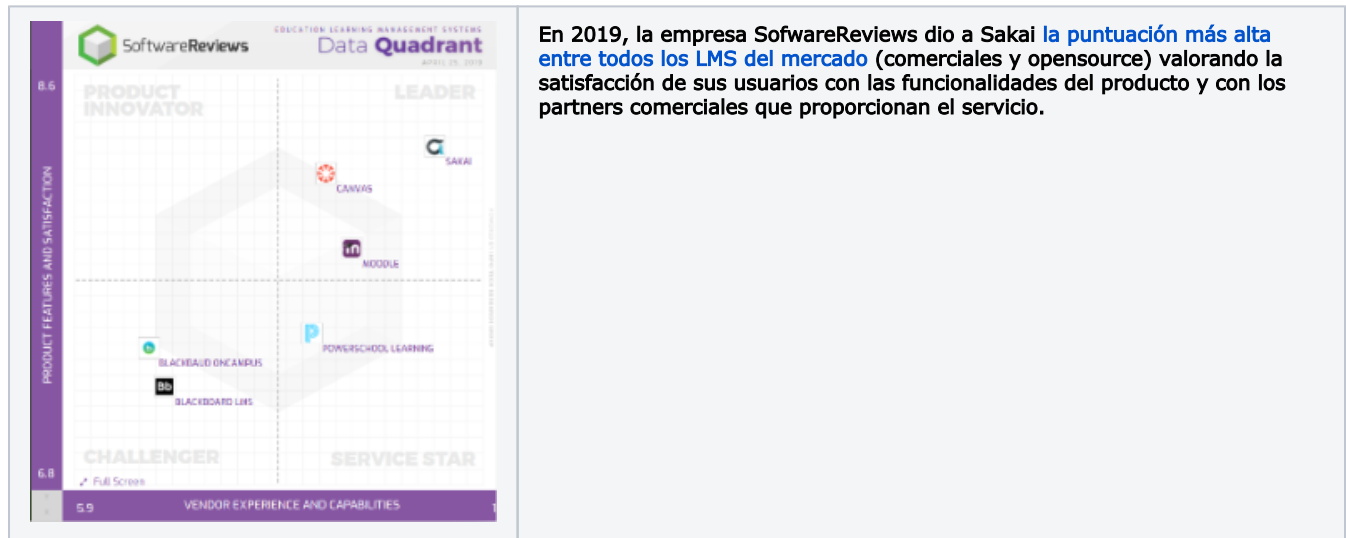 EDUCATION LEARNING MANAGEMENT SYSTEMS
SoftwareReviews
Data Quadrant
APRIL 25, 2019
8.6
PRODUCT
INNOVATOR
LEADER
SAKAI
CANVAS
MOODLE
PRODUCT FEATURES AND SATISFACTION
POWERSCHOOL LEARNING
BLACKBAUD ONCAMPUS
Bb
BLACKBOARD LMS
CHALLENGER
SERVICE STAR
6.8
Full Screen
5.9
VENDOR EXPERIENCE AND CAPABILITIES
En 2019, la empresa SofwareReviews dio a Sakai la puntuación más alta
entre todos los LMS del mercado (comerciales y opensource) valorando la
satisfacción de sus usuarios con las funcionalidades del producto y con los
partners comerciales que proporcionan el servicio.